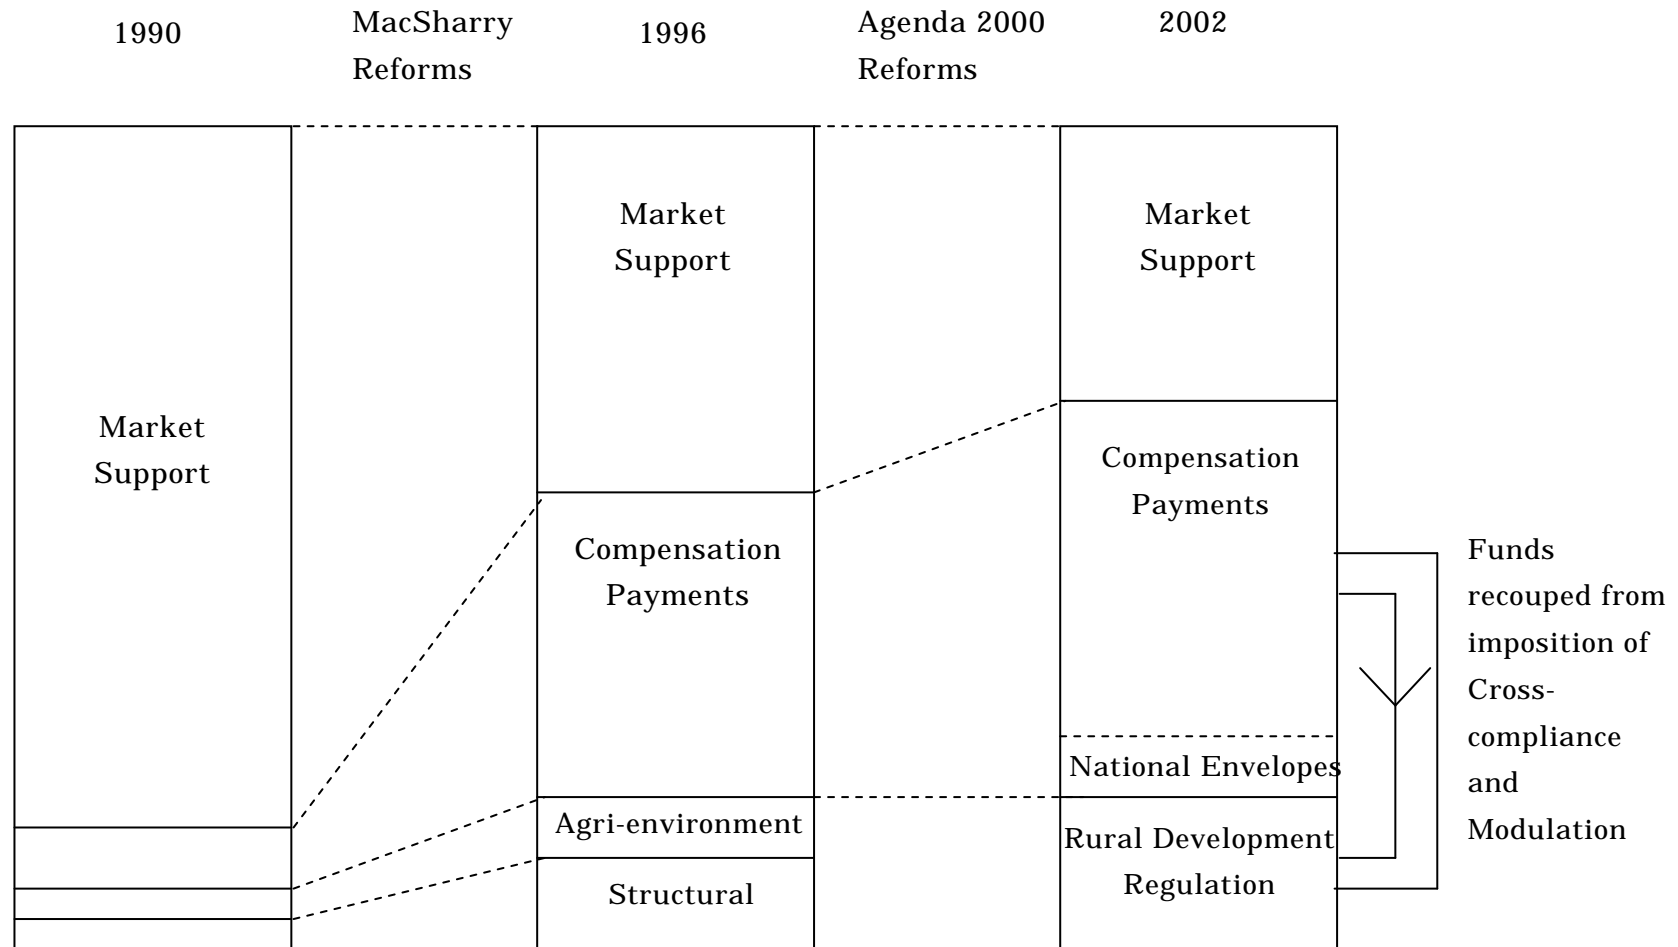 1990
MacSharry
Reforms
1996
Agenda 2000
Reforms
2002
Market
Support
Market
Support
Compensation
Payments
Agri-environment
Structural
Market
Support
Compensation
Payments
National Envelopes
Rural Development
Regulation
Funds
recouped from
imposition of
Cross-
compliance
and
Modulation